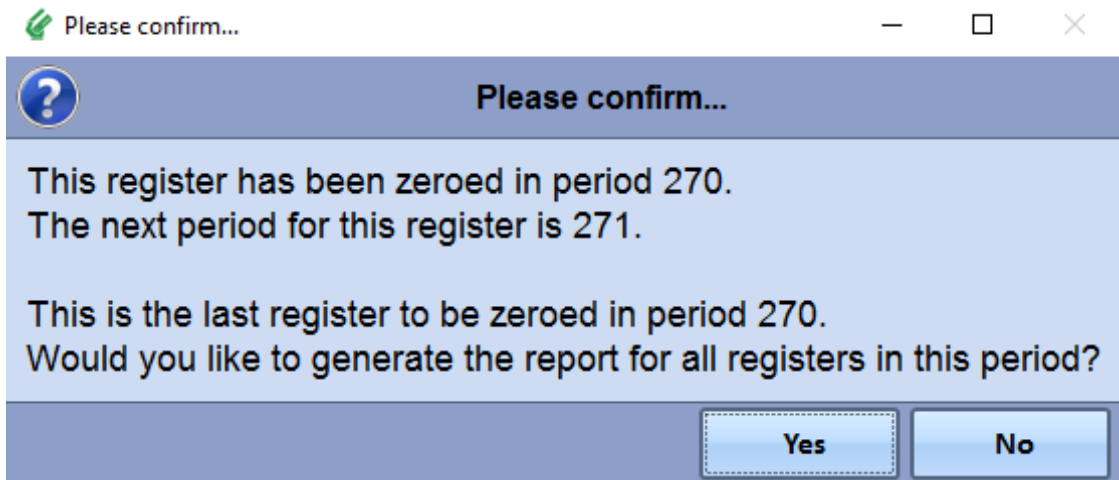 Please confirm...
Please confirm...
This register has been zeroed in period 270.
The next period for this register is 271.
This is the last register to be zeroed in period 270.
Would you like to generate the report for all registers in this period?
Yes
No